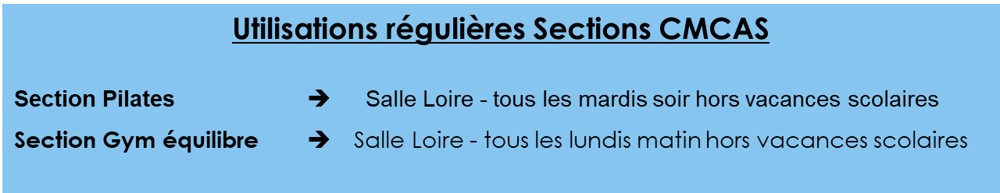 Utilisations régulières Sections CMCAS
Section Pilates ➔ Salle Loire - tous les mardis soir hors vacances scolaires
Section Gym équilibre ➔ Salle Loire - tous les lundis matin hors vacances scolaires